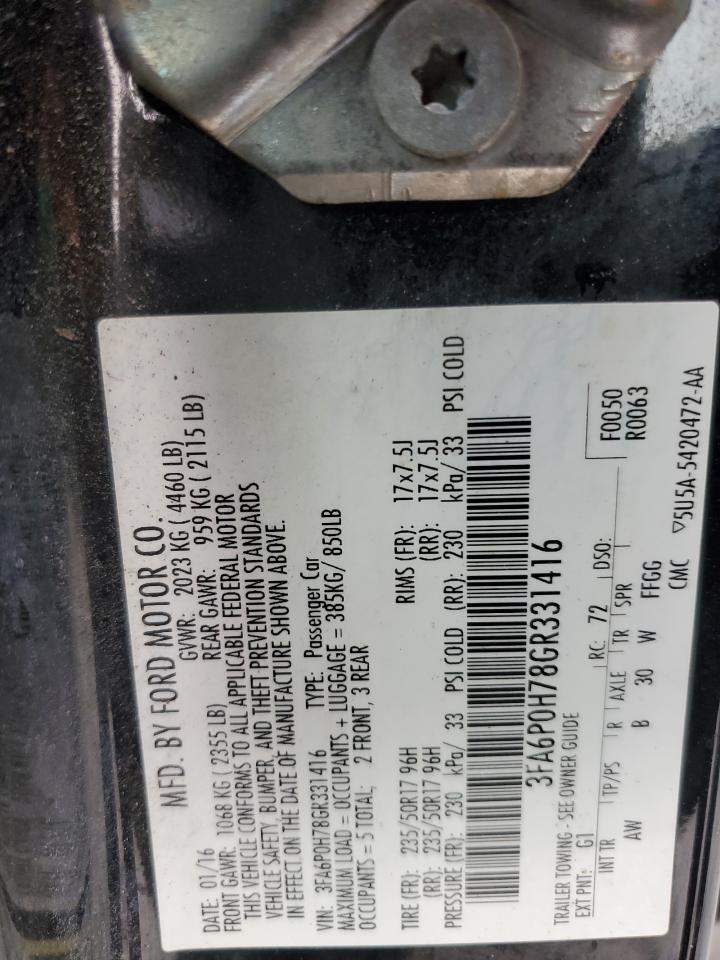 MFD. BY FORD MOTOR CO.
DATE: 01/16 GVWR: 2023 KG ( 4460 LB)
FRONT GAWR: 1068 KG ( 2355 LB) REAR GAWR: 959 KG ( 2115 LB)
THIS VEHICLE CONFORMS TO ALL APPLICABLE FEDERAL MOTOR
VEHICLE SAFETY, BUMPER, AND THEFT PREVENTION STANDARDS
IN EFFECT ON THE DATE OF MANUFACTURE SHOWN ABOVE.
VIN: 3FA6P0H78GR331416 TYPE: Passenger Car
MAXIMUM LOAD = OCCUPANTS + LUGGAGE = 385KG/ 850LB
OCCUPANTS = 5 TOTAL; 2 FRONT, 3 REAR
TIRE (FR): 235/50R17 96H RIMS (FR): 17x7.5J
(RR): 235/50R17 96H (RR): 17x7.5J
PRESSURE (FR): 230 kPa/ 33 PSI COLD (RR): 230 kPa/ 33 PSI COLD
3FA6P0H78GR331416
TRAILER TOWING - SEE OWNER GUIDE
EXT PNT: G1 RC: 72 DSO: F0050
R0063
INT TR TP/PS R AXLE TR SPR
AW B 30 W FFGG
CMC ▽5U5A-5420472-AA